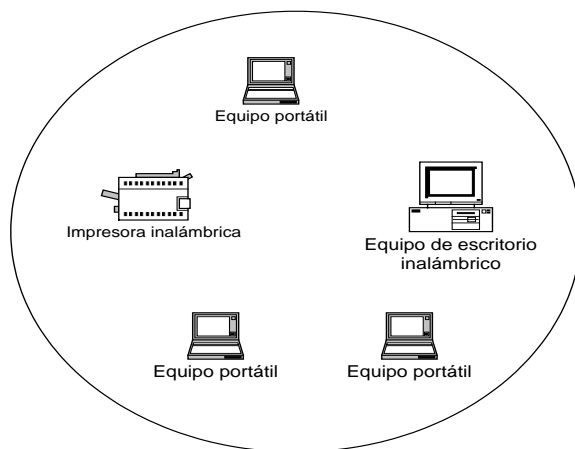 Equipo portátil
Impresora inalámbrica
Equipo de escritorio
inalámbrico
Equipo portátil
Equipo portátil